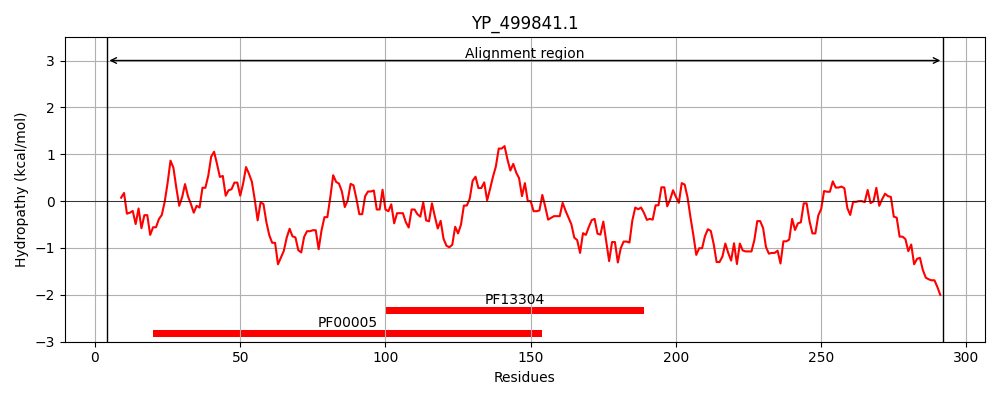 YP_499841.1
Alignment region
Hydropathy (kcal/mol)
3
2
1
0
−1
−2
−3
PF13304
PF00005
0 50 100 150 200 250 300
Residues